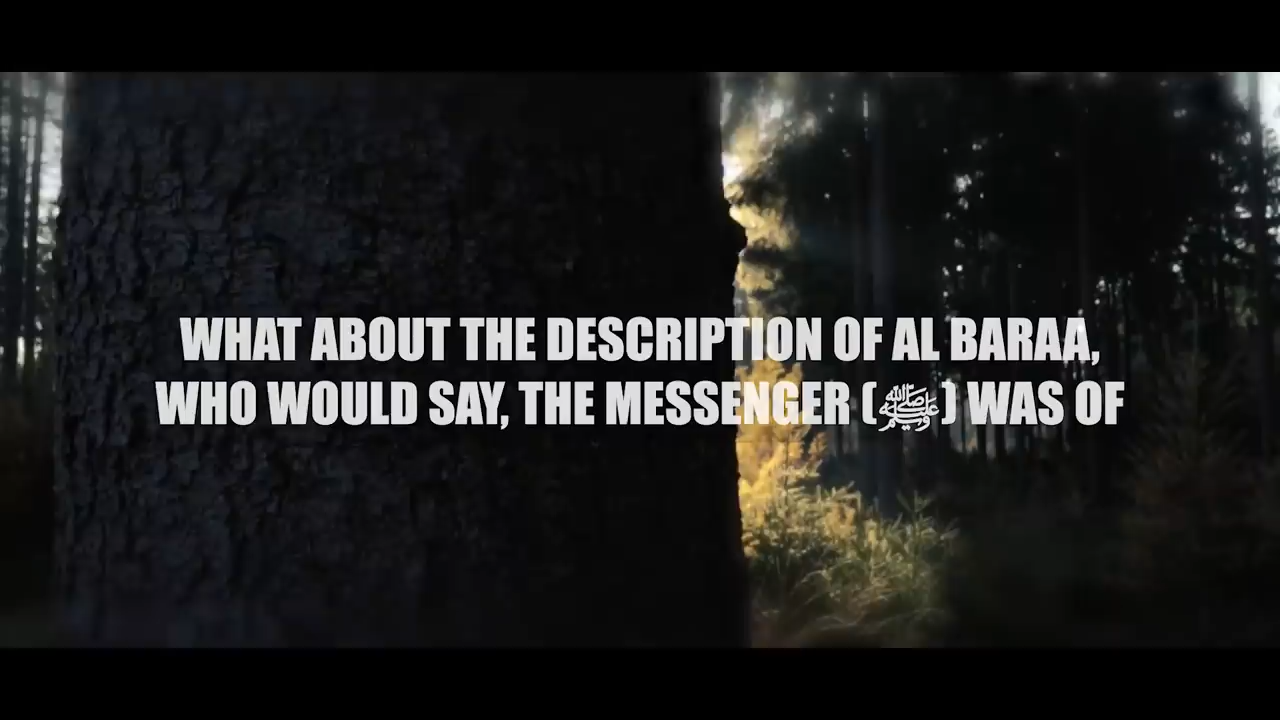 WHAT ABOUT THE DESCRIPTION OF AL BARAA,
WHO WOULD SAY, THE MESSENGER (ﷺ) WAS OF